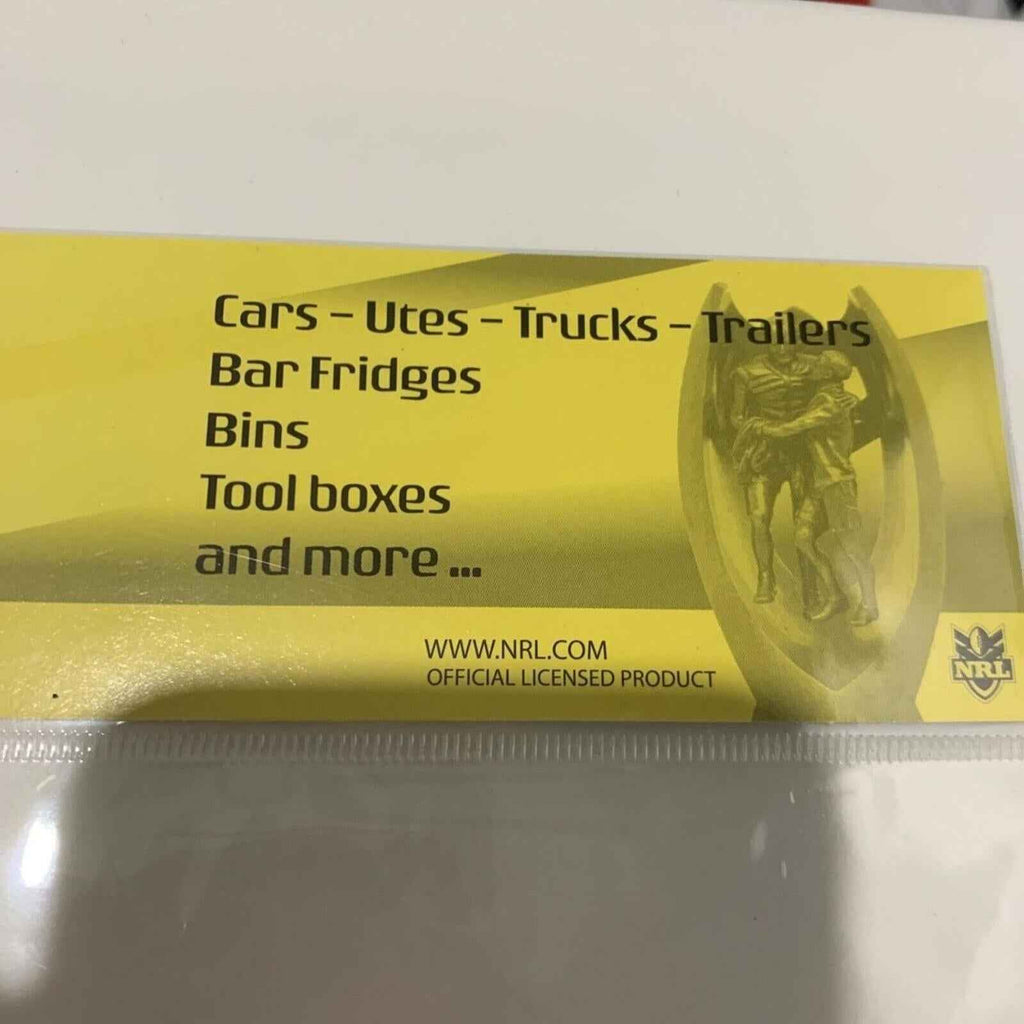 Cars – Utes – Trucks – Trailers
Bar Fridges
Bins
Tool boxes
and more ...
WWW.NRL.COM
OFFICIAL LICENSED PRODUCT
NRL